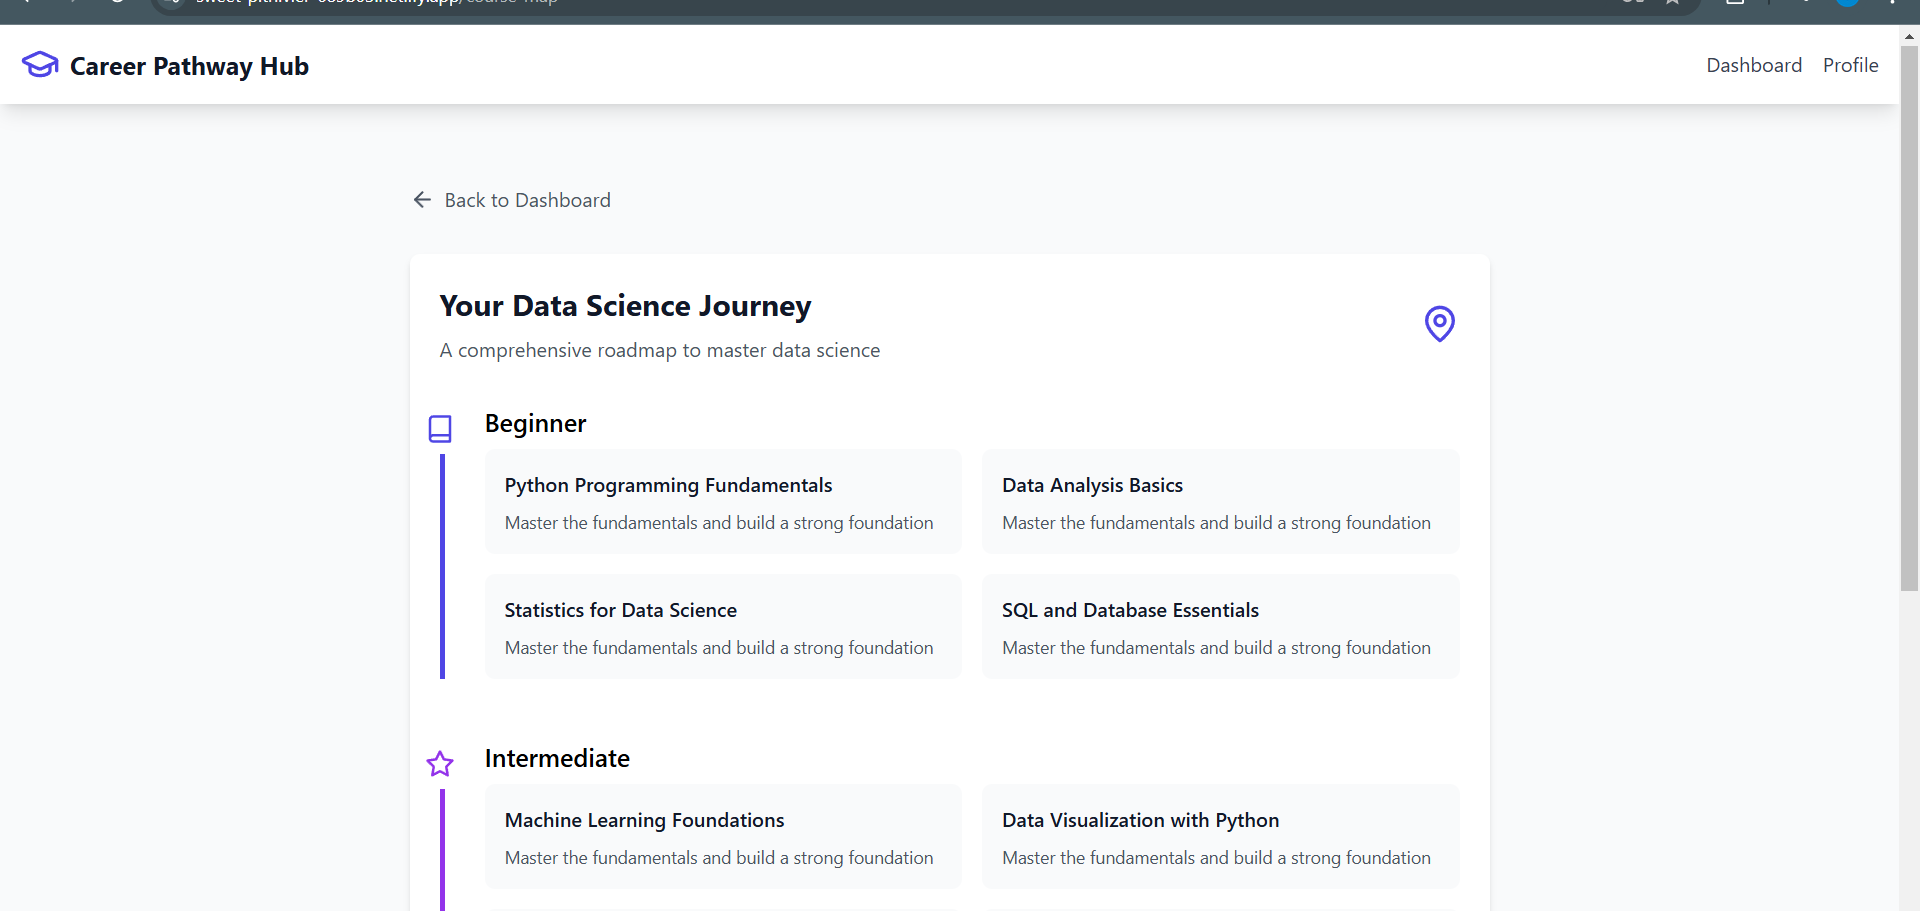 Career Pathway Hub
Dashboard
Profile
Back to Dashboard
Your Data Science Journey
A comprehensive roadmap to master data science
Beginner
Python Programming Fundamentals
Master the fundamentals and build a strong foundation
Data Analysis Basics
Master the fundamentals and build a strong foundation
Statistics for Data Science
Master the fundamentals and build a strong foundation
SQL and Database Essentials
Master the fundamentals and build a strong foundation
Intermediate
Machine Learning Foundations
Master the fundamentals and build a strong foundation
Data Visualization with Python
Master the fundamentals and build a strong foundation